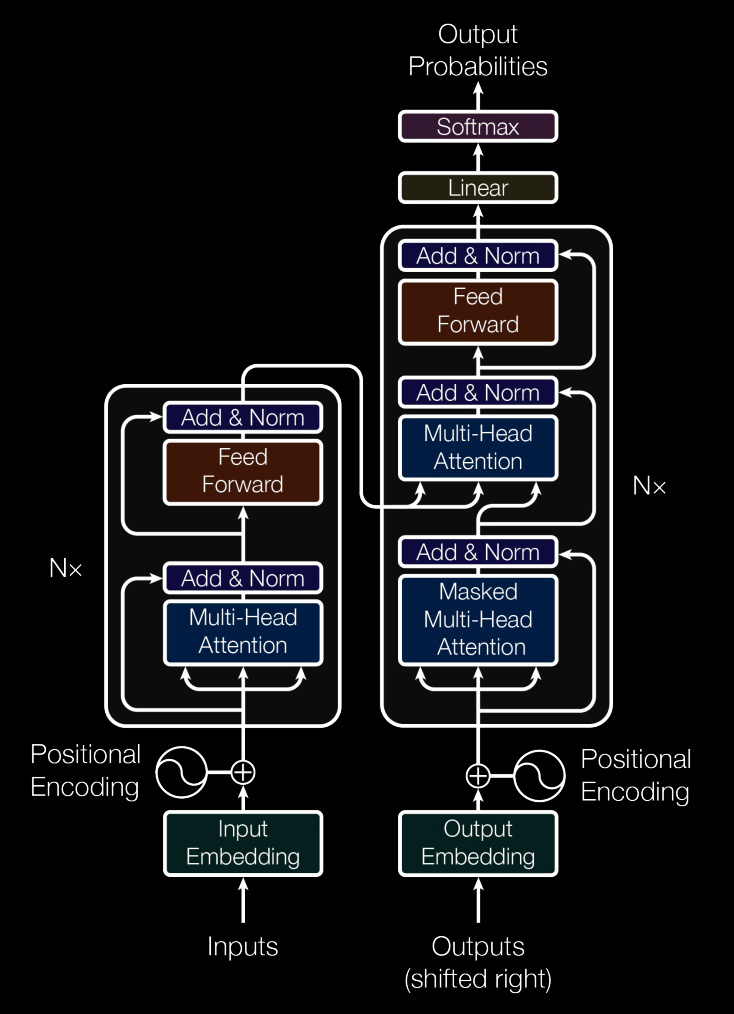 Output
Probabilities
Softmax
Linear
Add & Norm
Feed
Forward
Add & Norm
Multi-Head
Attention
N×
Add & Norm
Masked
Multi-Head
Attention
Add & Norm
Feed
Forward
N×
Add & Norm
Multi-Head
Attention
Positional
Encoding
Positional
Encoding
Input
Embedding
Output
Embedding
Inputs
Outputs
(shifted right)